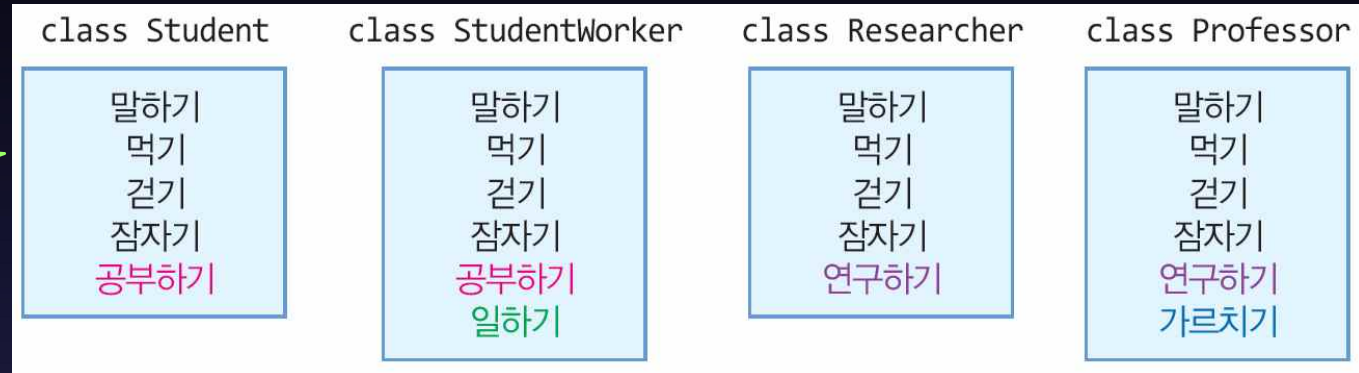 class Student
말하기
먹기
걷기
잠자기
공부하기
class StudentWorker
말하기
먹기
걷기
잠자기
공부하기
일하기
class Researcher
말하기
먹기
걷기
잠자기
연구하기
class Professor
말하기
먹기
걷기
잠자기
연구하기
가르치기